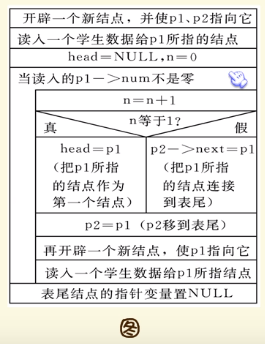 开辟一个新结点，并使p1、p2指向它
读入一个学生数据给p1所指的结点
head=NULL,n=0
当读入的p1－>num不是零
n=n+1
n等于1?
真
假
head=p1
(把p1所指
的结点作为
第一个结点)
p2－>next=p1
(把p1所指
的结点连接
到表尾)
p2=p1 (p2移到表尾)
再开辟一个新结点，使p1指向它
读入一个学生数据给p1所指结点
表尾结点的指针变量置NULL
图